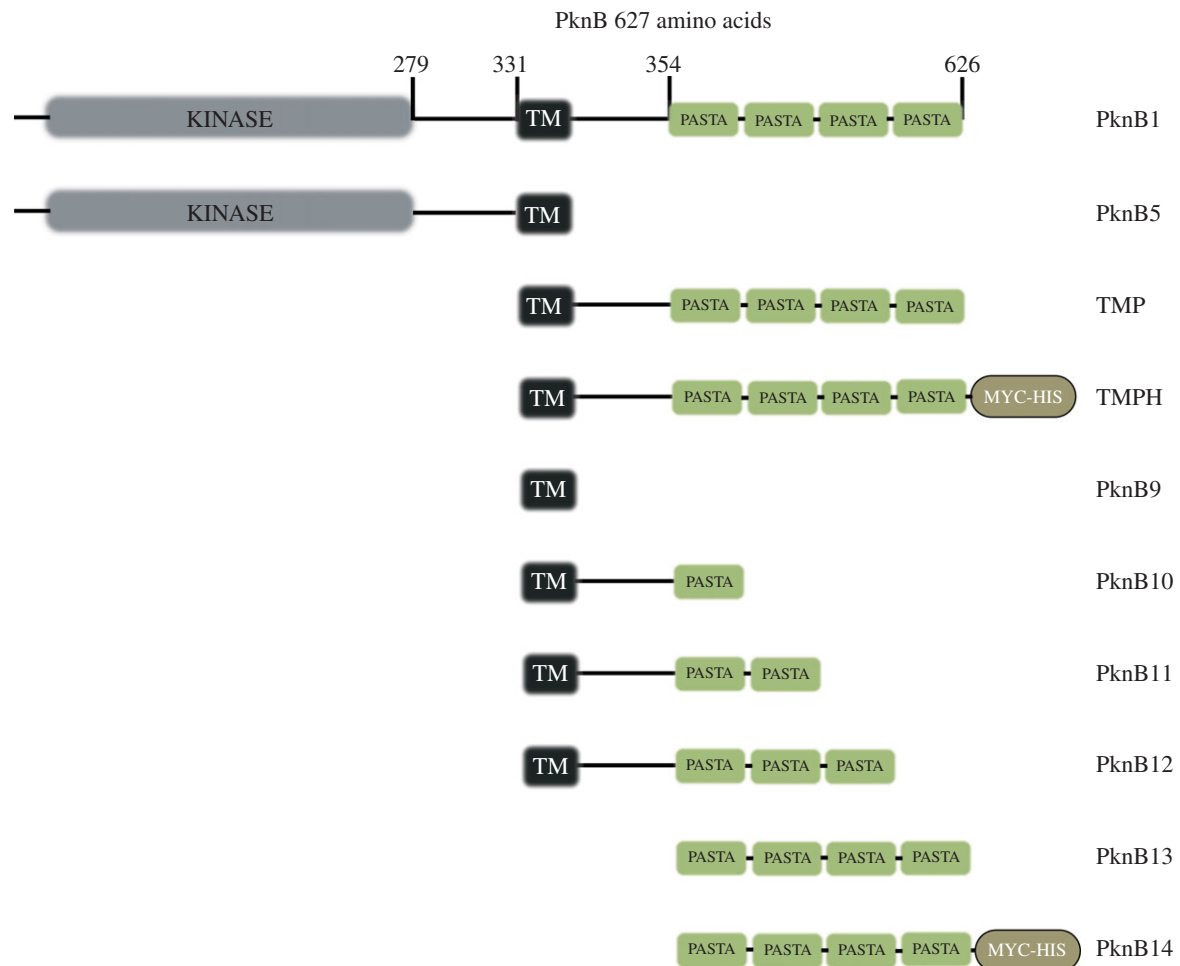 PknB 627 amino acids
279 331 354 626
KINASE TM PASTA PASTA PASTA PASTA PknB1
KINASE TM PknB5
TM PASTA PASTA PASTA PASTA TMP
TM PASTA PASTA PASTA PASTA MYC-HIS TMPH
TM PknB9
TM PASTA PknB10
TM PASTA PASTA PknB11
TM PASTA PASTA PASTA PknB12
PASTA PASTA PASTA PASTA PknB13
PASTA PASTA PASTA PASTA MYC-HIS PknB14